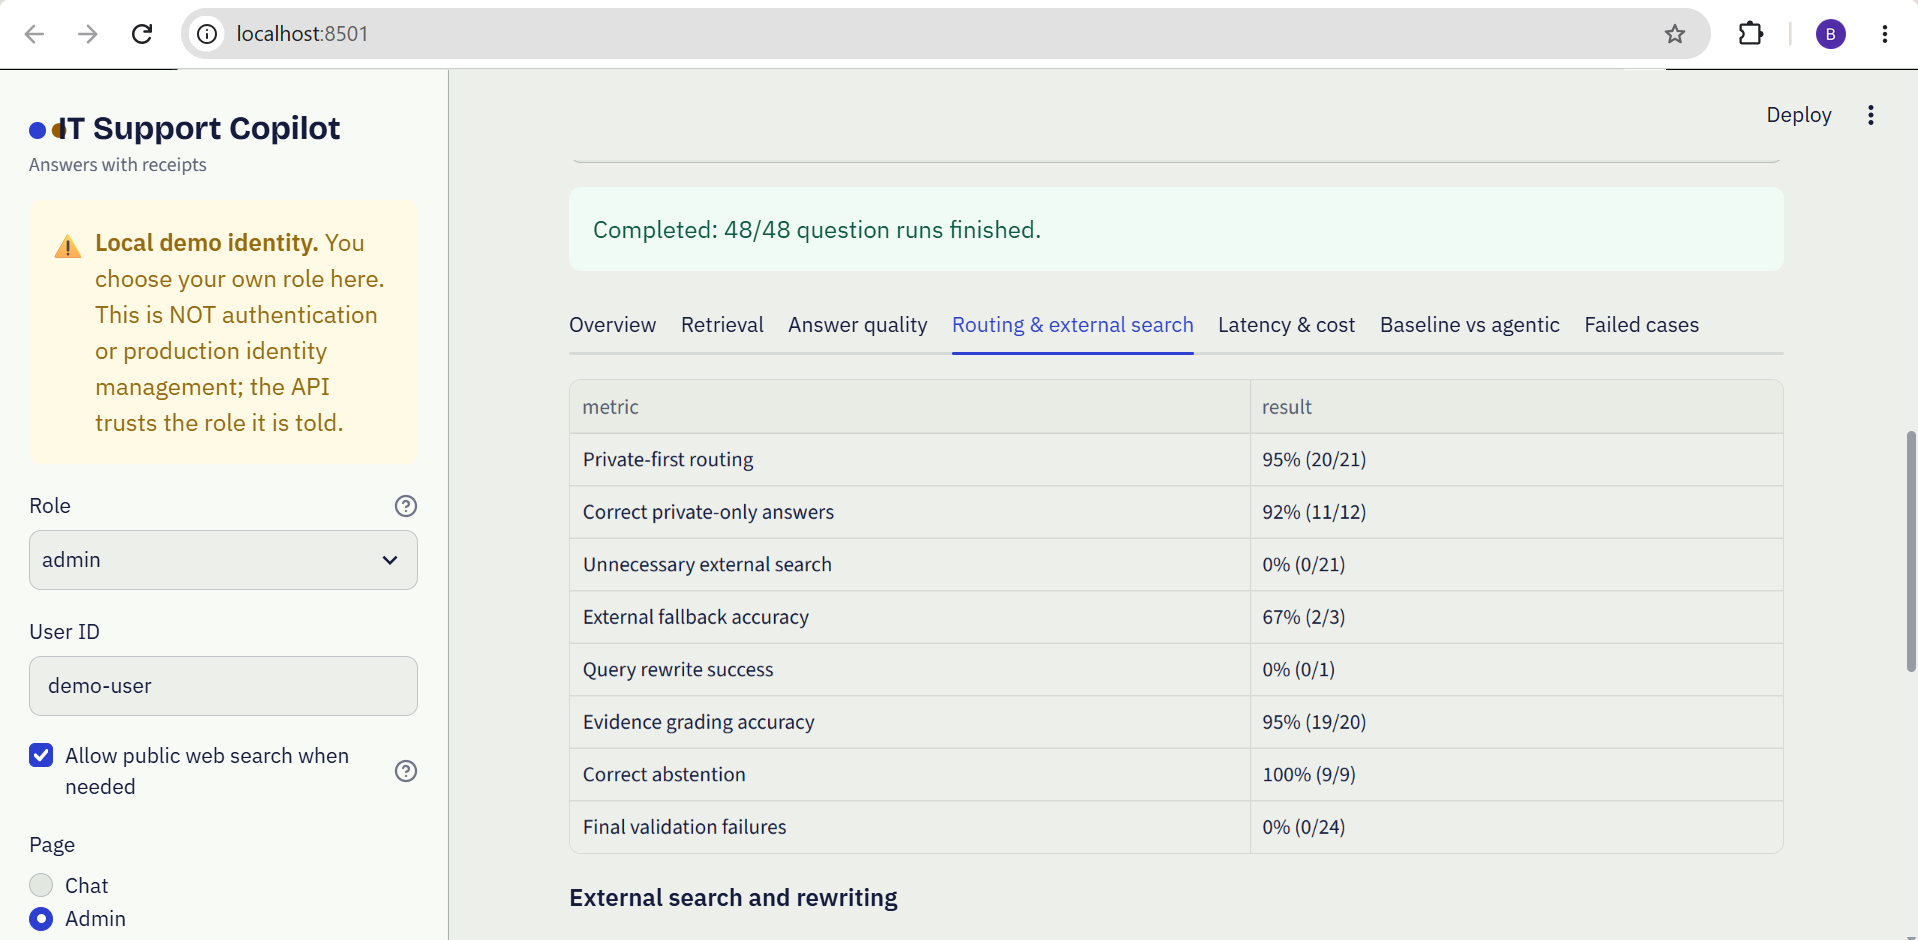 localhost:8501
B
Deploy
IT Support Copilot
Answers with receipts
Local demo identity. You
choose your own role here.
This is NOT authentication
or production identity
management; the API
trusts the role it is told.
Role
admin
User ID
demo-user
Allow public web search when
needed
Page
Chat
Admin
Completed: 48/48 question runs finished.
Overview Retrieval Answer quality Routing & external search Latency & cost Baseline vs agentic Failed cases
metric result
Private-first routing 95% (20/21)
Correct private-only answers 92% (11/12)
Unnecessary external search 0% (0/21)
External fallback accuracy 67% (2/3)
Query rewrite success 0% (0/1)
Evidence grading accuracy 95% (19/20)
Correct abstention 100% (9/9)
Final validation failures 0% (0/24)
External search and rewriting